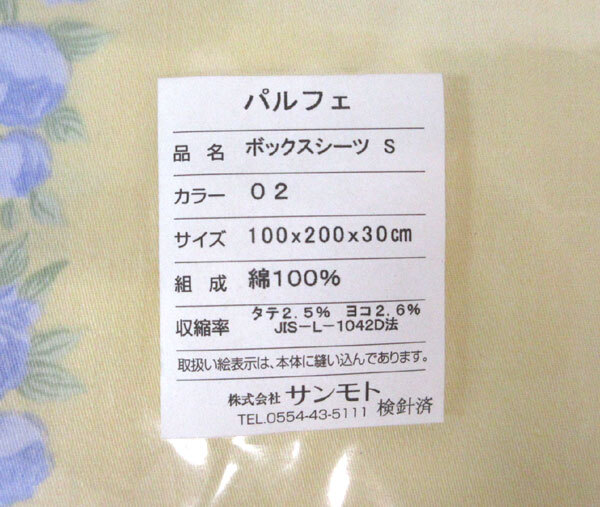 パルフェ
品名 ボックスシーツ S
カラー 02
サイズ 100x200x30cm
組成 綿100%
収縮率 タテ2.5% ヨコ2.6%
JIS-L-1042D法
取扱い絵表示は、本体に縫い込んであります。
株式会社 サンモト
TEL.0554-43-5111 検針済